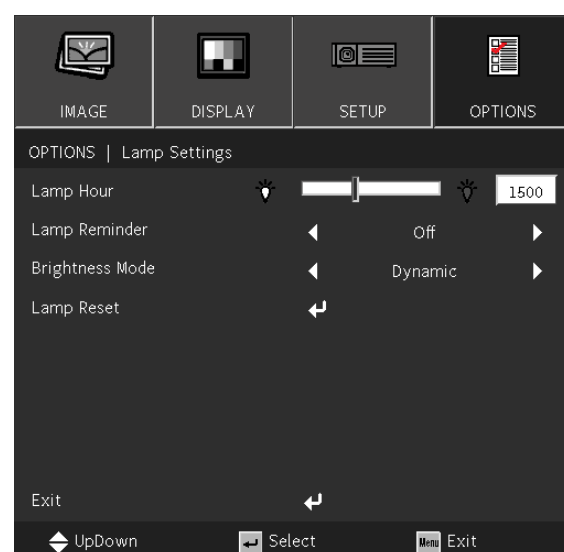 IMAGE DISPLAY SETUP OPTIONS
OPTIONS | Lamp Settings
Lamp Hour 1500
Lamp Reminder Off
Brightness Mode Dynamic
Lamp Reset
Exit
UpDown Select Menu Exit